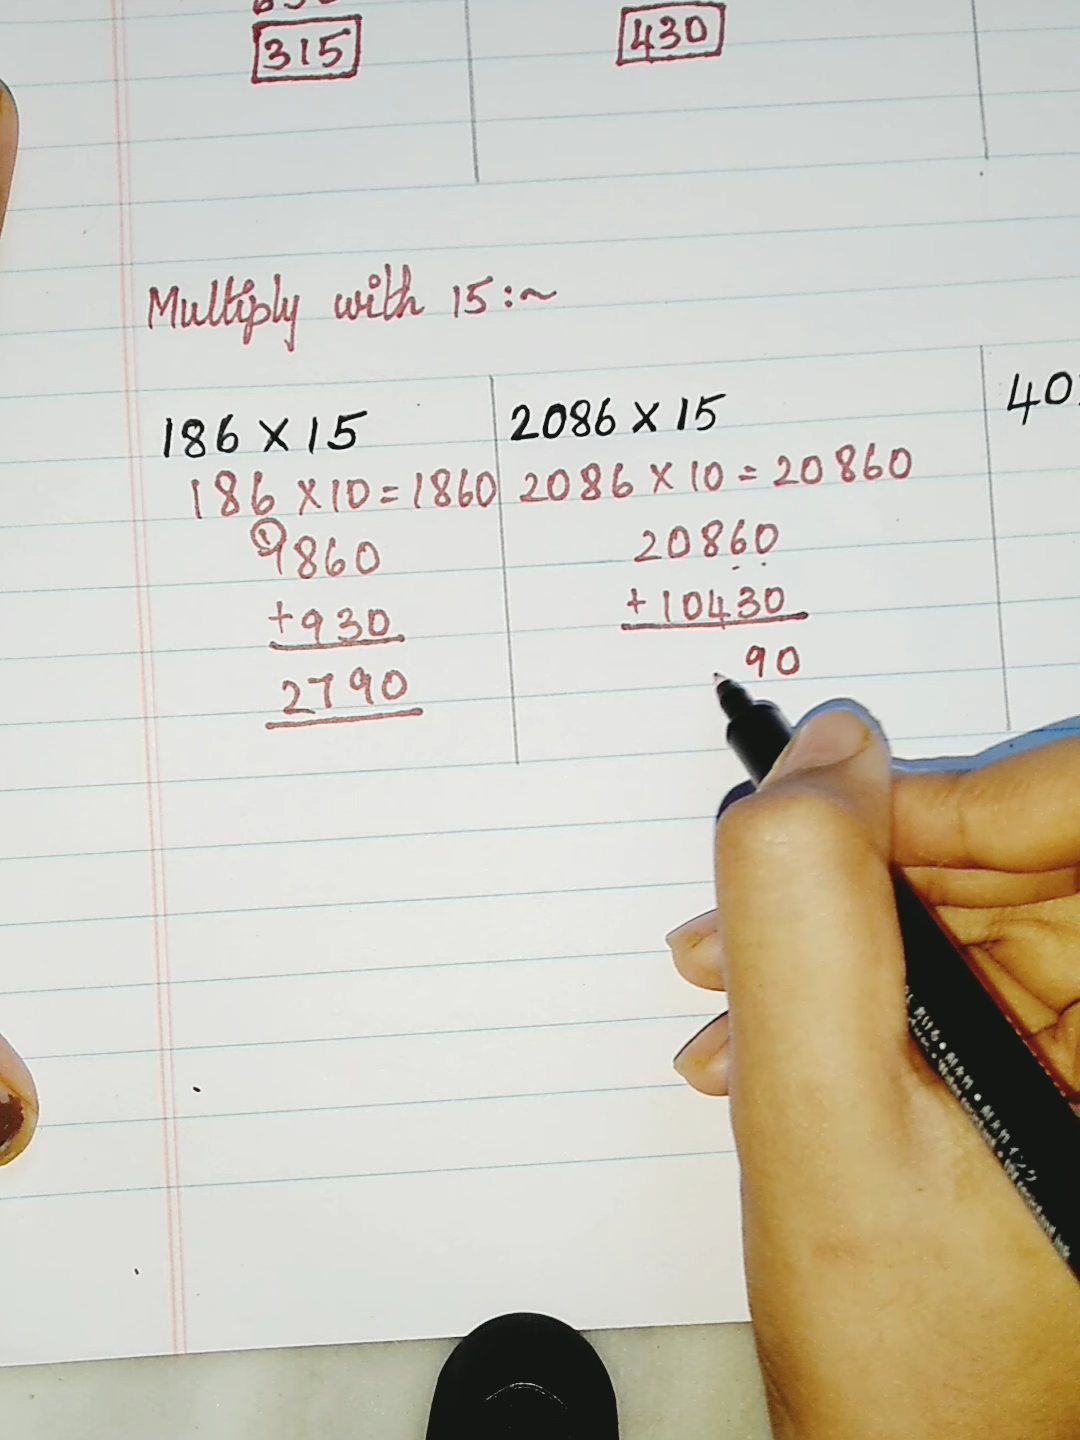 315
430
Multiply with 15:~
186 X 15
186 X 10 = 1860
1860
+930
2790
2086 X 15
2086 X 10 = 20860
20860
+10430
90
40